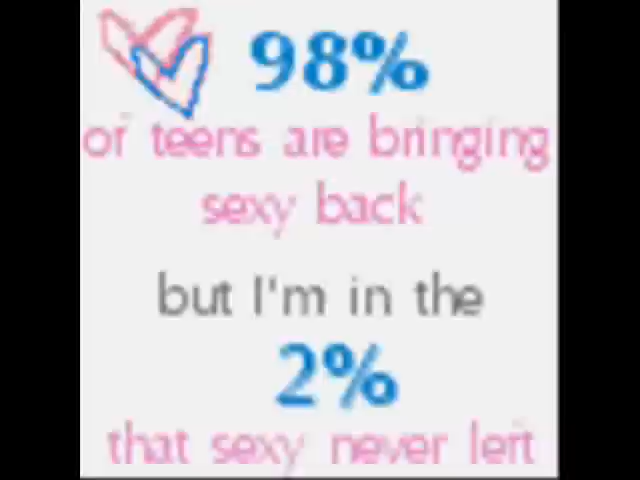 98%
of teens are bringing
sexy back
but I'm in the
2%
that sexy never left